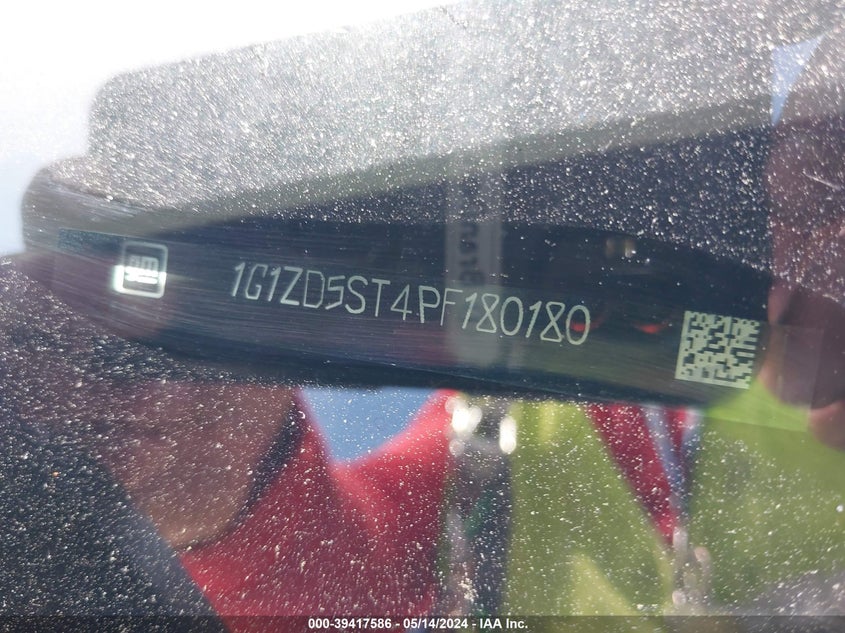 gm 1G1ZD5ST4PF180180
000-39417586 - 05/14/2024 - IAA Inc.